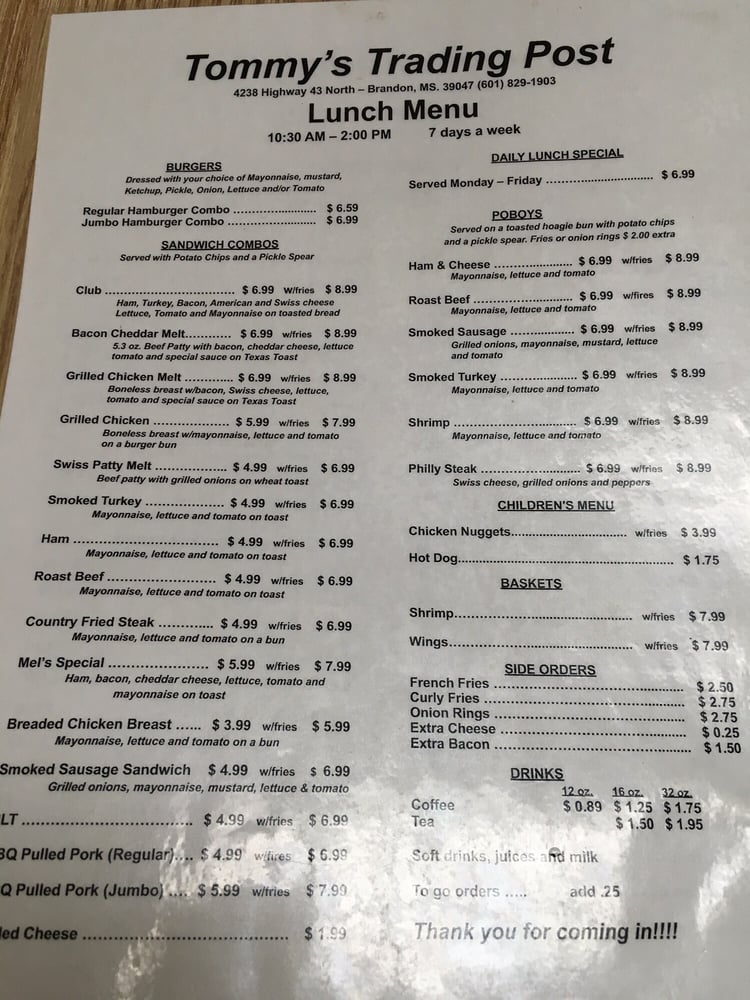 Tommy's Trading Post
4238 Highway 43 North – Brandon, MS. 39047 (601) 829-1903
Lunch Menu
10:30 AM – 2:00 PM 7 days a week
BURGERS
Dressed with your choice of Mayonnaise, mustard,
Ketchup, Pickle, Onion, Lettuce and/or Tomato
Regular Hamburger Combo ........................ $ 6.59
Jumbo Hamburger Combo ........................ $ 6.99
SANDWICH COMBOS
Served with Potato Chips and a Pickle Spear
Club .................................. $ 6.99 w/fries $ 8.99
Ham, Turkey, Bacon, American and Swiss cheese
Lettuce, Tomato and Mayonnaise on toasted bread
Bacon Cheddar Melt............ $ 6.99 w/fries $ 8.99
5.3 oz. Beef Patty with bacon, cheddar cheese, lettuce
tomato and special sauce on Texas Toast
Grilled Chicken Melt ............. $ 6.99 w/fries $ 8.99
Boneless breast w/bacon, Swiss cheese, lettuce,
tomato and special sauce on Texas Toast
Grilled Chicken .................... $ 5.99 w/fries $ 7.99
Boneless breast w/mayonnaise, lettuce and tomato
on a burger bun
Swiss Patty Melt ................... $ 4.99 w/fries $ 6.99
Beef patty with grilled onions on wheat toast
Smoked Turkey .................... $ 4.99 w/fries $ 6.99
Mayonnaise, lettuce and tomato on toast
Ham ..................................... $ 4.99 w/fries $ 6.99
Mayonnaise, lettuce and tomato on toast
Roast Beef ........................... $ 4.99 w/fries $ 6.99
Mayonnaise, lettuce and tomato on toast
Country Fried Steak ............. $ 4.99 w/fries $ 6.99
Mayonnaise, lettuce and tomato on a bun
Mel's Special ........................ $ 5.99 w/fries $ 7.99
Ham, bacon, cheddar cheese, lettuce, tomato and
mayonnaise on toast
Breaded Chicken Breast ...... $ 3.99 w/fries $ 5.99
Mayonnaise, lettuce and tomato on a bun
Smoked Sausage Sandwich $ 4.99 w/fries $ 6.99
Grilled onions, mayonnaise, mustard, lettuce & tomato
LT .................................... $ 4.99 w/fries $ 6.99
BQ Pulled Pork (Regular).... $ 4.99 w/fires $ 6.99
Q Pulled Pork (Jumbo) .... $ 5.99 w/fries $ 7.99
led Cheese .......................................... $ 1.99
DAILY LUNCH SPECIAL
Served Monday – Friday .......................... $ 6.99
POBOYS
Served on a toasted hoagie bun with potato chips
and a pickle spear. Fries or onion rings $ 2.00 extra
Ham & Cheese .................... $ 6.99 w/fries $ 8.99
Mayonnaise, lettuce and tomato
Roast Beef ......................... $ 6.99 w/fires $ 8.99
Mayonnaise, lettuce and tomato
Smoked Sausage ................ $ 6.99 w/fries $ 8.99
Grilled onions, mayonnaise, mustard, lettuce
and tomato
Smoked Turkey ................... $ 6.99 w/fries $ 8.99
Mayonnaise, lettuce and tomato
Shrimp ................................ $ 6.99 w/fries $ 8.99
Mayonnaise, lettuce and tomato
Philly Steak ......................... $ 6.99 w/fries $ 8.99
Swiss cheese, grilled onions and peppers
CHILDREN'S MENU
Chicken Nuggets............................. w/fries $ 3.99
Hot Dog...................................................... $ 1.75
BASKETS
Shrimp............................................. w/fries $ 7.99
Wings.............................................. w/fries $ 7.99
SIDE ORDERS
French Fries ................................................ $ 2.50
Curly Fries .................................................. $ 2.75
Onion Rings ................................................ $ 2.75
Extra Cheese .............................................. $ 0.25
Extra Bacon ................................................ $ 1.50
DRINKS
12 oz. 16 oz. 32 oz.
Coffee $ 0.89 $ 1.25 $ 1.75
Tea $ 1.50 $ 1.95
Soft drinks, juices and milk
To go orders ..... add .25
Thank you for coming in!!!!